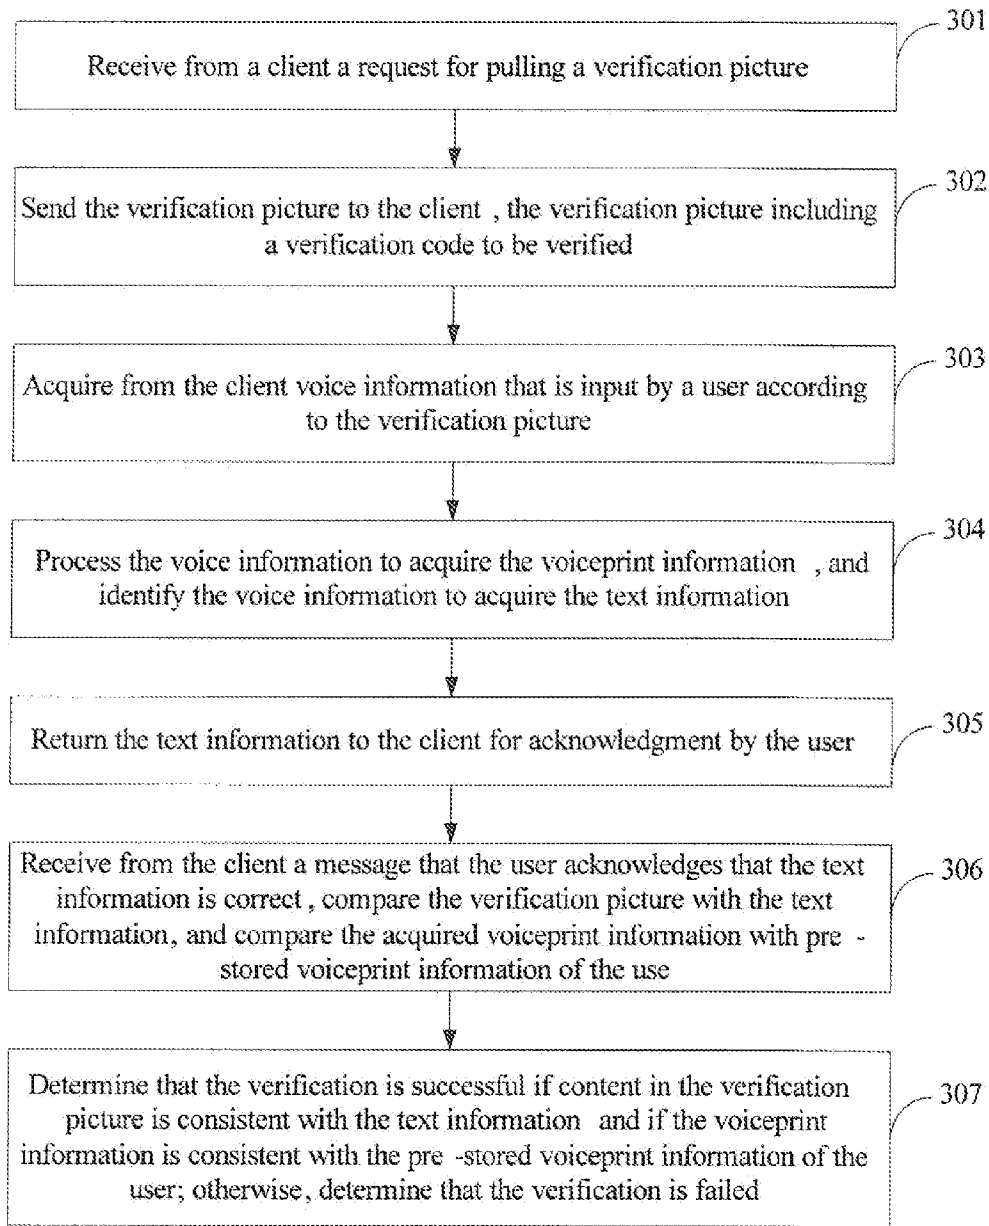 301
Receive from a client a request for pulling a verification picture
302
Send the verification picture to the client , the verification picture including
a verification code to be verified
303
Acquire from the client voice information that is input by a user according
to the verification picture
304
Process the voice information to acquire the voiceprint information , and
identify the voice information to acquire the text information
305
Return the text information to the client for acknowledgment by the user
306
Receive from the client a message that the user acknowledges that the text
information is correct , compare the verification picture with the text
information, and compare the acquired voiceprint information with pre -
stored voiceprint information of the use
307
Determine that the verification is successful if content in the verification
picture is consistent with the text information and if the voiceprint
information is consistent with the pre -stored voiceprint information of the
user; otherwise, determine that the verification is failed